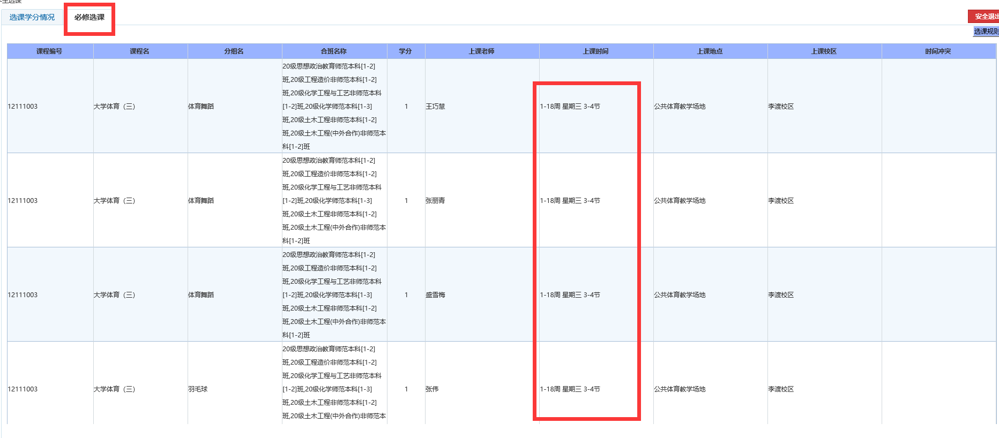 学生选课
选课学分情况 必修选课
安全退出
选课规则
课程编号 课程名 分组名 合班名称 学分 上课老师 上课时间 上课地点 上课校区 时间冲突
20级思想政治教育师范本科[1-2]
班,20级工程造价非师范本科[1-2]
班,20级化学工程与工艺非师范本科
12111003 大学体育（三） 体育舞蹈 [1-2]班,20级化学师范本科[1-3] 1 王巧慧 1-18周 星期三 3-4节 公共体育教学场地 李渡校区
班,20级土木工程非师范本科[1-2]
班,20级土木工程(中外合作)非师范本
科[1-2]班
20级思想政治教育师范本科[1-2]
班,20级工程造价非师范本科[1-2]
班,20级化学工程与工艺非师范本科
12111003 大学体育（三） 体育舞蹈 [1-2]班,20级化学师范本科[1-3] 1 张丽青 1-18周 星期三 3-4节 公共体育教学场地 李渡校区
班,20级土木工程非师范本科[1-2]
班,20级土木工程(中外合作)非师范本
科[1-2]班
20级思想政治教育师范本科[1-2]
班,20级工程造价非师范本科[1-2]
班,20级化学工程与工艺非师范本科
12111003 大学体育（三） 体育舞蹈 [1-2]班,20级化学师范本科[1-3] 1 盛雪梅 1-18周 星期三 3-4节 公共体育教学场地 李渡校区
班,20级土木工程非师范本科[1-2]
班,20级土木工程(中外合作)非师范本
科[1-2]班
20级思想政治教育师范本科[1-2]
班,20级工程造价非师范本科[1-2]
班,20级化学工程与工艺非师范本科
12111003 大学体育（三） 羽毛球 [1-2]班,20级化学师范本科[1-3] 1 张伟 1-18周 星期三 3-4节 公共体育教学场地 李渡校区
班,20级土木工程非师范本科[1-2]
班,20级土木工程(中外合作)非师范本